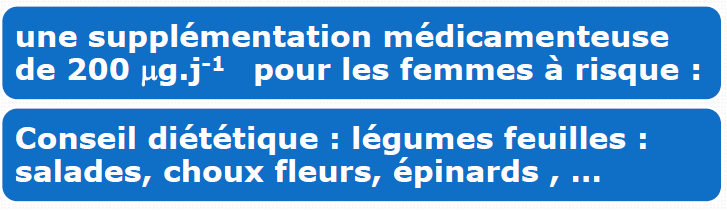 une supplémentation médicamenteuse
de 200 µg.j⁻¹ pour les femmes à risque :
Conseil diététique : légumes feuilles :
salades, choux fleurs, épinards , ...